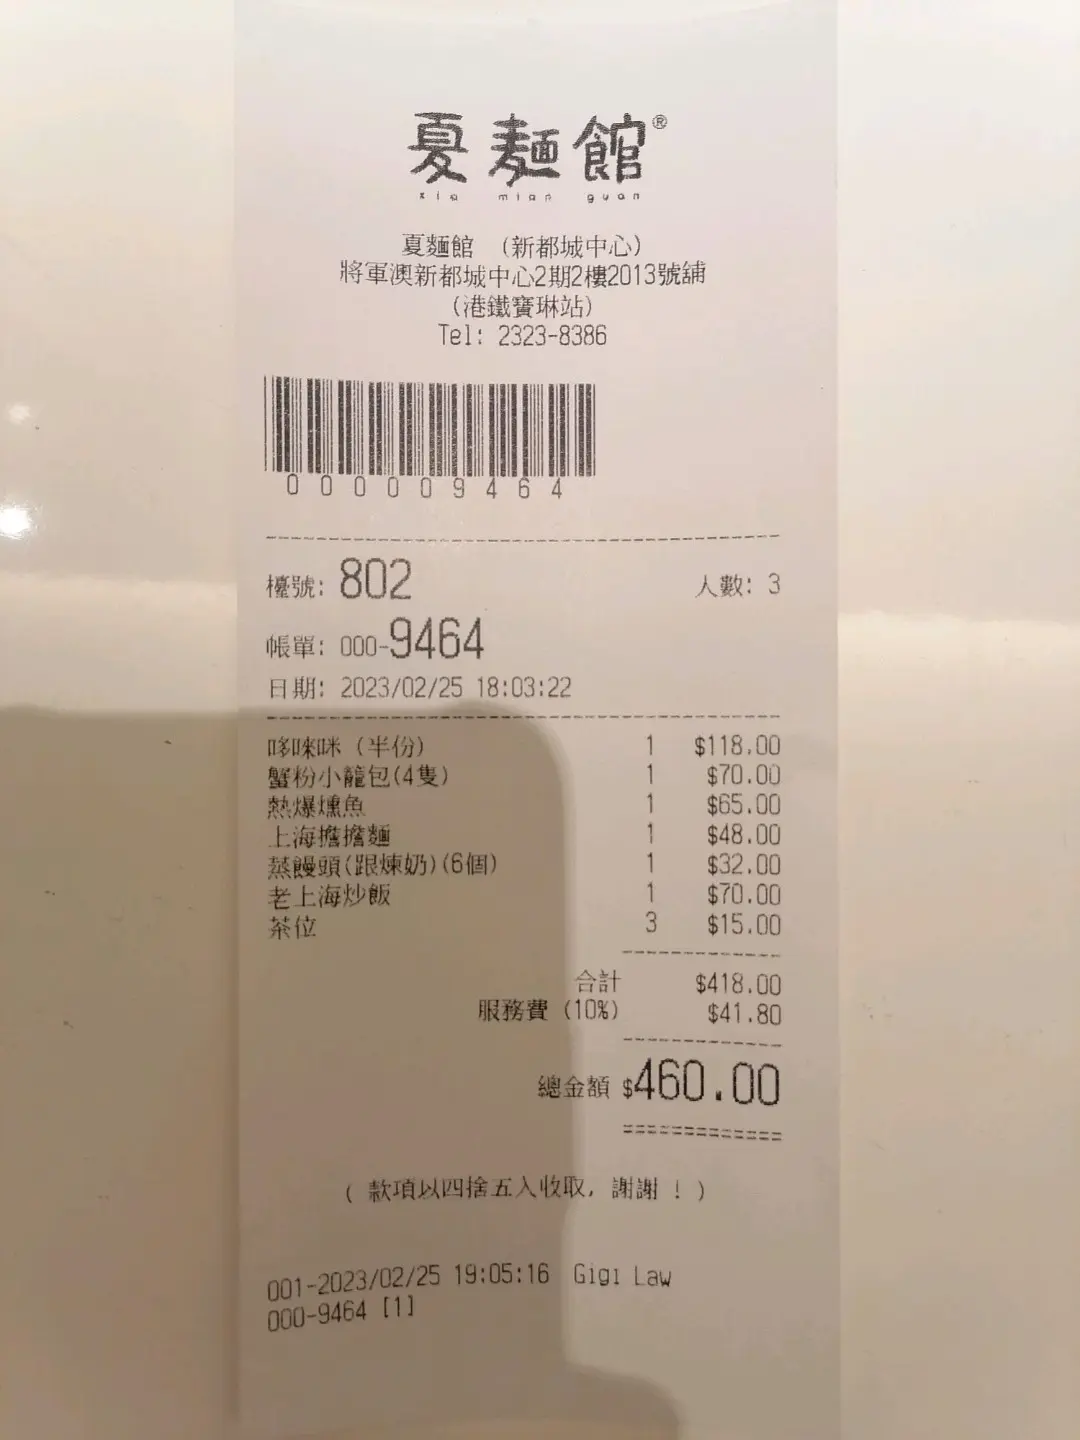 夏麵館®
xia mian guan
夏麵館 (新都城中心)
將軍澳新都城中心2期2樓2013號舖
(港鐵寶琳站)
Tel: 2323-8386
000009464
檯號: 802 人數: 3
帳單: 000-9464
日期: 2023/02/25 18:03:22
哆唻咪 (半份) 1 $118.00
蟹粉小籠包(4隻) 1 $70.00
熱爆燻魚 1 $65.00
上海擔擔麵 1 $48.00
蒸饅頭(跟煉奶)(6個) 1 $32.00
老上海炒飯 1 $70.00
茶位 3 $15.00
合計 $418.00
服務費 (10%) $41.80
總金額 $460.00
( 款項以四捨五入收取, 謝謝 ! )
001-2023/02/25 19:05:16 Gigi Law
000-9464 [1]